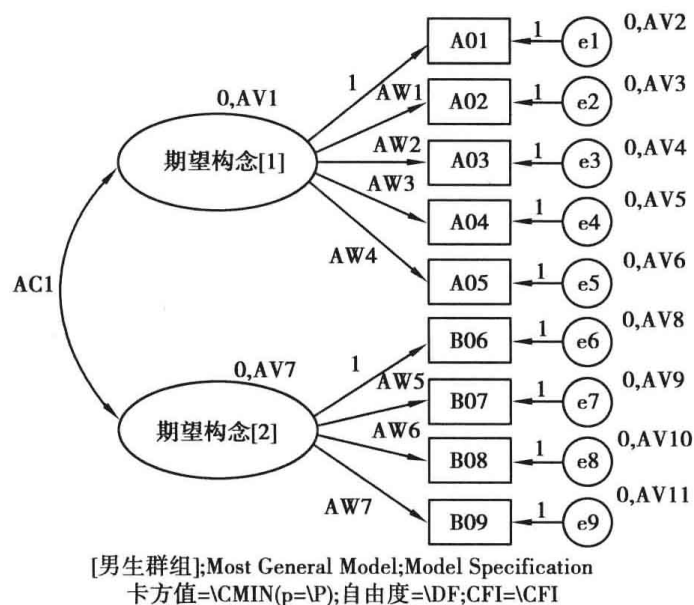 0,AV2
A01
1
e1
1
AW1
0,AV3
A02
1
e2
0,AV1
期望构念[1]
AW2
0,AV4
A03
1
e3
AW3
0,AV5
A04
1
e4
AW4
0,AV6
A05
1
e5
AC1
0,AV8
B06
1
e6
0,AV7
1
AW5
0,AV9
B07
1
e7
期望构念[2]
AW6
0,AV10
B08
1
e8
AW7
0,AV11
B09
1
e9
[男生群组];Most General Model;Model Specification
卡方值=\CMIN(p=\P);自由度=\DF;CFI=\CFI